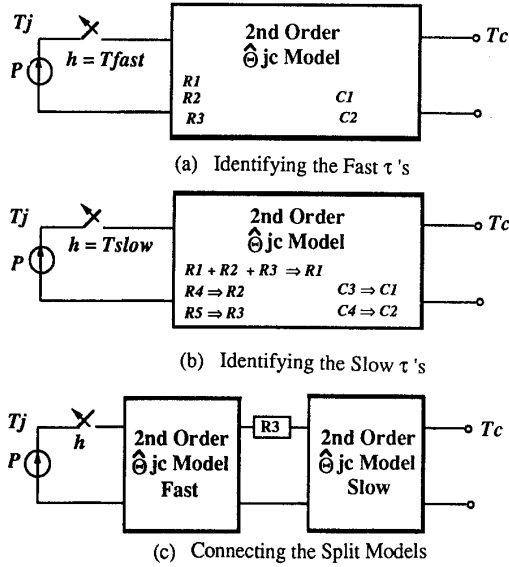 Tj
P
h = Tfast
2nd Order
Θ̂ jc Model
R1
R2
R3
C1
C2
Tc
(a) Identifying the Fast τ 's
Tj
P
h = Tslow
2nd Order
Θ̂ jc Model
R1 + R2 + R3 ⇒ R1
R4 ⇒ R2
R5 ⇒ R3
C3 ⇒ C1
C4 ⇒ C2
Tc
(b) Identifying the Slow τ 's
Tj
P
h
2nd Order
Θ̂ jc Model
Fast
R3
2nd Order
Θ̂ jc Model
Slow
Tc
(c) Connecting the Split Models